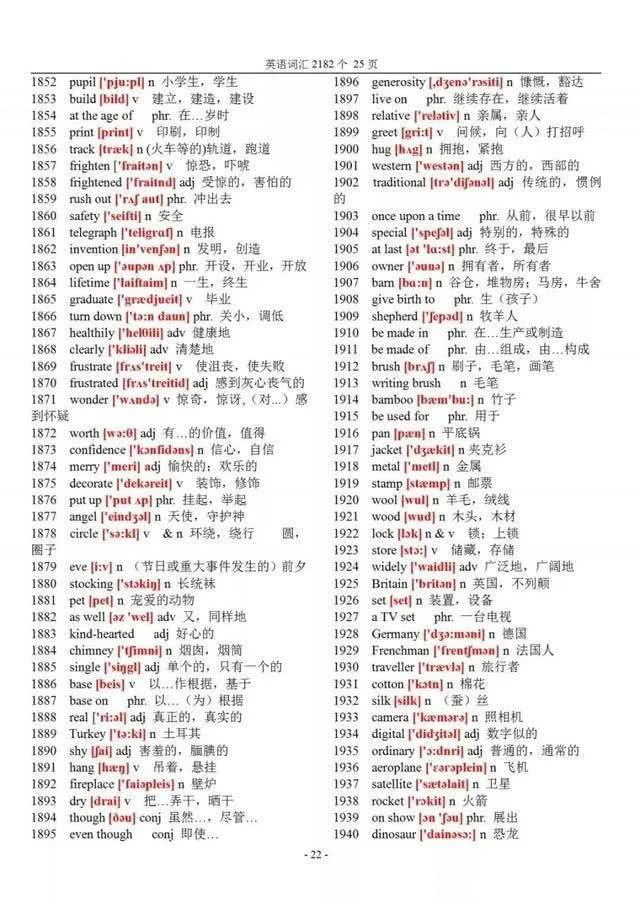 英语词汇 2182 个  25 页
1852 pupil ['pju:pl] n 小学生，学生
1853 build [bild] v 建立，建造，建设
1854 at the age of phr. 在…岁时
1855 print [print] v 印刷，印制
1856 track [træk] n (火车等的)轨道，跑道
1857 frighten ['fraitən] v 惊恐，吓唬
1858 frightened ['fraitnd] adj 受惊的，害怕的
1859 rush out [rʌʃ aut] phr. 冲出去
1860 safety ['seifti] n 安全
1861 telegraph ['teligrɑf] n 电报
1862 invention [in'venʃən] n 发明，创造
1863 open up ['əupən ʌp] phr. 开设，开业，开放
1864 lifetime ['laiftaim] n 一生，终生
1865 graduate ['grædjueit] v 毕业
1866 turn down ['tə:n daun] phr. 关小，调低
1867 healthily ['helθili] adv 健康地
1868 clearly ['kliəli] adv 清楚地
1869 frustrate [frʌs'treit] v 使沮丧，使失败
1870 frustrated [frʌs'treitid] adj 感到灰心丧气的
1871 wonder ['wʌndə] v 惊奇，惊讶,(对...）感
到怀疑
1872 worth [wə:θ] adj 有…的价值，值得
1873 confidence ['kɔnfidəns] n 信心，自信
1874 merry ['meri] adj 愉快的；欢乐的
1875 decorate ['dekəreit] v 装饰，修饰
1876 put up ['put ʌp] phr. 挂起，举起
1877 angel ['eindʒəl] n 天使，守护神
1878 circle ['sə:kl] v & n 环绕，绕行 圆，
圈子
1879 eve [i:v] n （节日或重大事件发生的）前夕
1880 stocking ['stɔkiŋ] n 长统袜
1881 pet [pet] n 宠爱的动物
1882 as well [əz 'wel] adv 又，同样地
1883 kind-hearted adj 好心的
1884 chimney ['tʃimni] n 烟囱，烟筒
1885 single ['siŋgl] adj 单个的，只有一个的
1886 base [beis] v 以…作根据，基于
1887 base on phr. 以…（为）根据
1888 real ['ri:əl] adj 真正的，真实的
1889 Turkey ['tə:ki] n 土耳其
1890 shy [ʃai] adj 害羞的，腼腆的
1891 hang [hæŋ] v 吊着，悬挂
1892 fireplace ['faiəpleis] n 壁炉
1893 dry [drai] v 把…弄干，晒干
1894 though [ðəu] conj 虽然…，尽管…
1895 even though conj 即使…
1896 generosity [,dʒenə'rɔsiti] n 慷慨，豁达
1897 live on phr. 继续存在，继续活着
1898 relative ['relətiv] n 亲属，亲人
1899 greet [gri:t] v 问候，向（人）打招呼
1900 hug [hʌg] n 拥抱，紧抱
1901 western ['westən] adj 西方的，西部的
1902 traditional [trə'diʃənəl] adj 传统的，惯例
的
1903 once upon a time phr. 从前，很早以前
1904 special ['speʃəl] adj 特别的，特殊的
1905 at last [ət 'lɑ:st] phr. 终于，最后
1906 owner ['əunə] n 拥有者，所有者
1907 barn [bɑ:n] n 谷仓，堆物房；马房，牛舍
1908 give birth to phr. 生（孩子）
1909 shepherd ['ʃepəd] n 牧羊人
1910 be made in phr. 在…生产或制造
1911 be made of phr. 由…组成，由…构成
1912 brush [brʌʃ] n 刷子，毛笔，画笔
1913 writing brush n 毛笔
1914 bamboo [bæm'bu:] n 竹子
1915 be used for phr. 用于
1916 pan [pæn] n 平底锅
1917 jacket ['dʒækit] n 夹克衫
1918 metal ['metl] n 金属
1919 stamp [stæmp] n 邮票
1920 wool [wul] n 羊毛，绒线
1921 wood [wud] n 木头，木材
1922 lock [lɔk] n & v 锁；上锁
1923 store [stɔ:] v 储藏，存储
1924 widely ['waidli] adv 广泛地，广阔地
1925 Britain ['britən] n 英国，不列颠
1926 set [set] n 装置，设备
1927 a TV set phr. 一台电视
1928 Germany ['dʒə:məni] n 德国
1929 Frenchman ['frentʃmən] n 法国人
1930 traveller ['trævlə] n 旅行者
1931 cotton ['kɔtn] n 棉花
1932 silk [silk] n （蚕）丝
1933 camera ['kæmərə] n 照相机
1934 digital ['didʒitəl] adj 数字似的
1935 ordinary ['ɔ:dnri] adj 普通的，通常的
1936 aeroplane ['ɛərəplein] n 飞机
1937 satellite ['sætəlait] n 卫星
1938 rocket ['rɔkit] n 火箭
1939 on show [ɔn 'ʃəu] phr. 展出
1940 dinosaur ['dainəsɔ:] n 恐龙
- 22 -